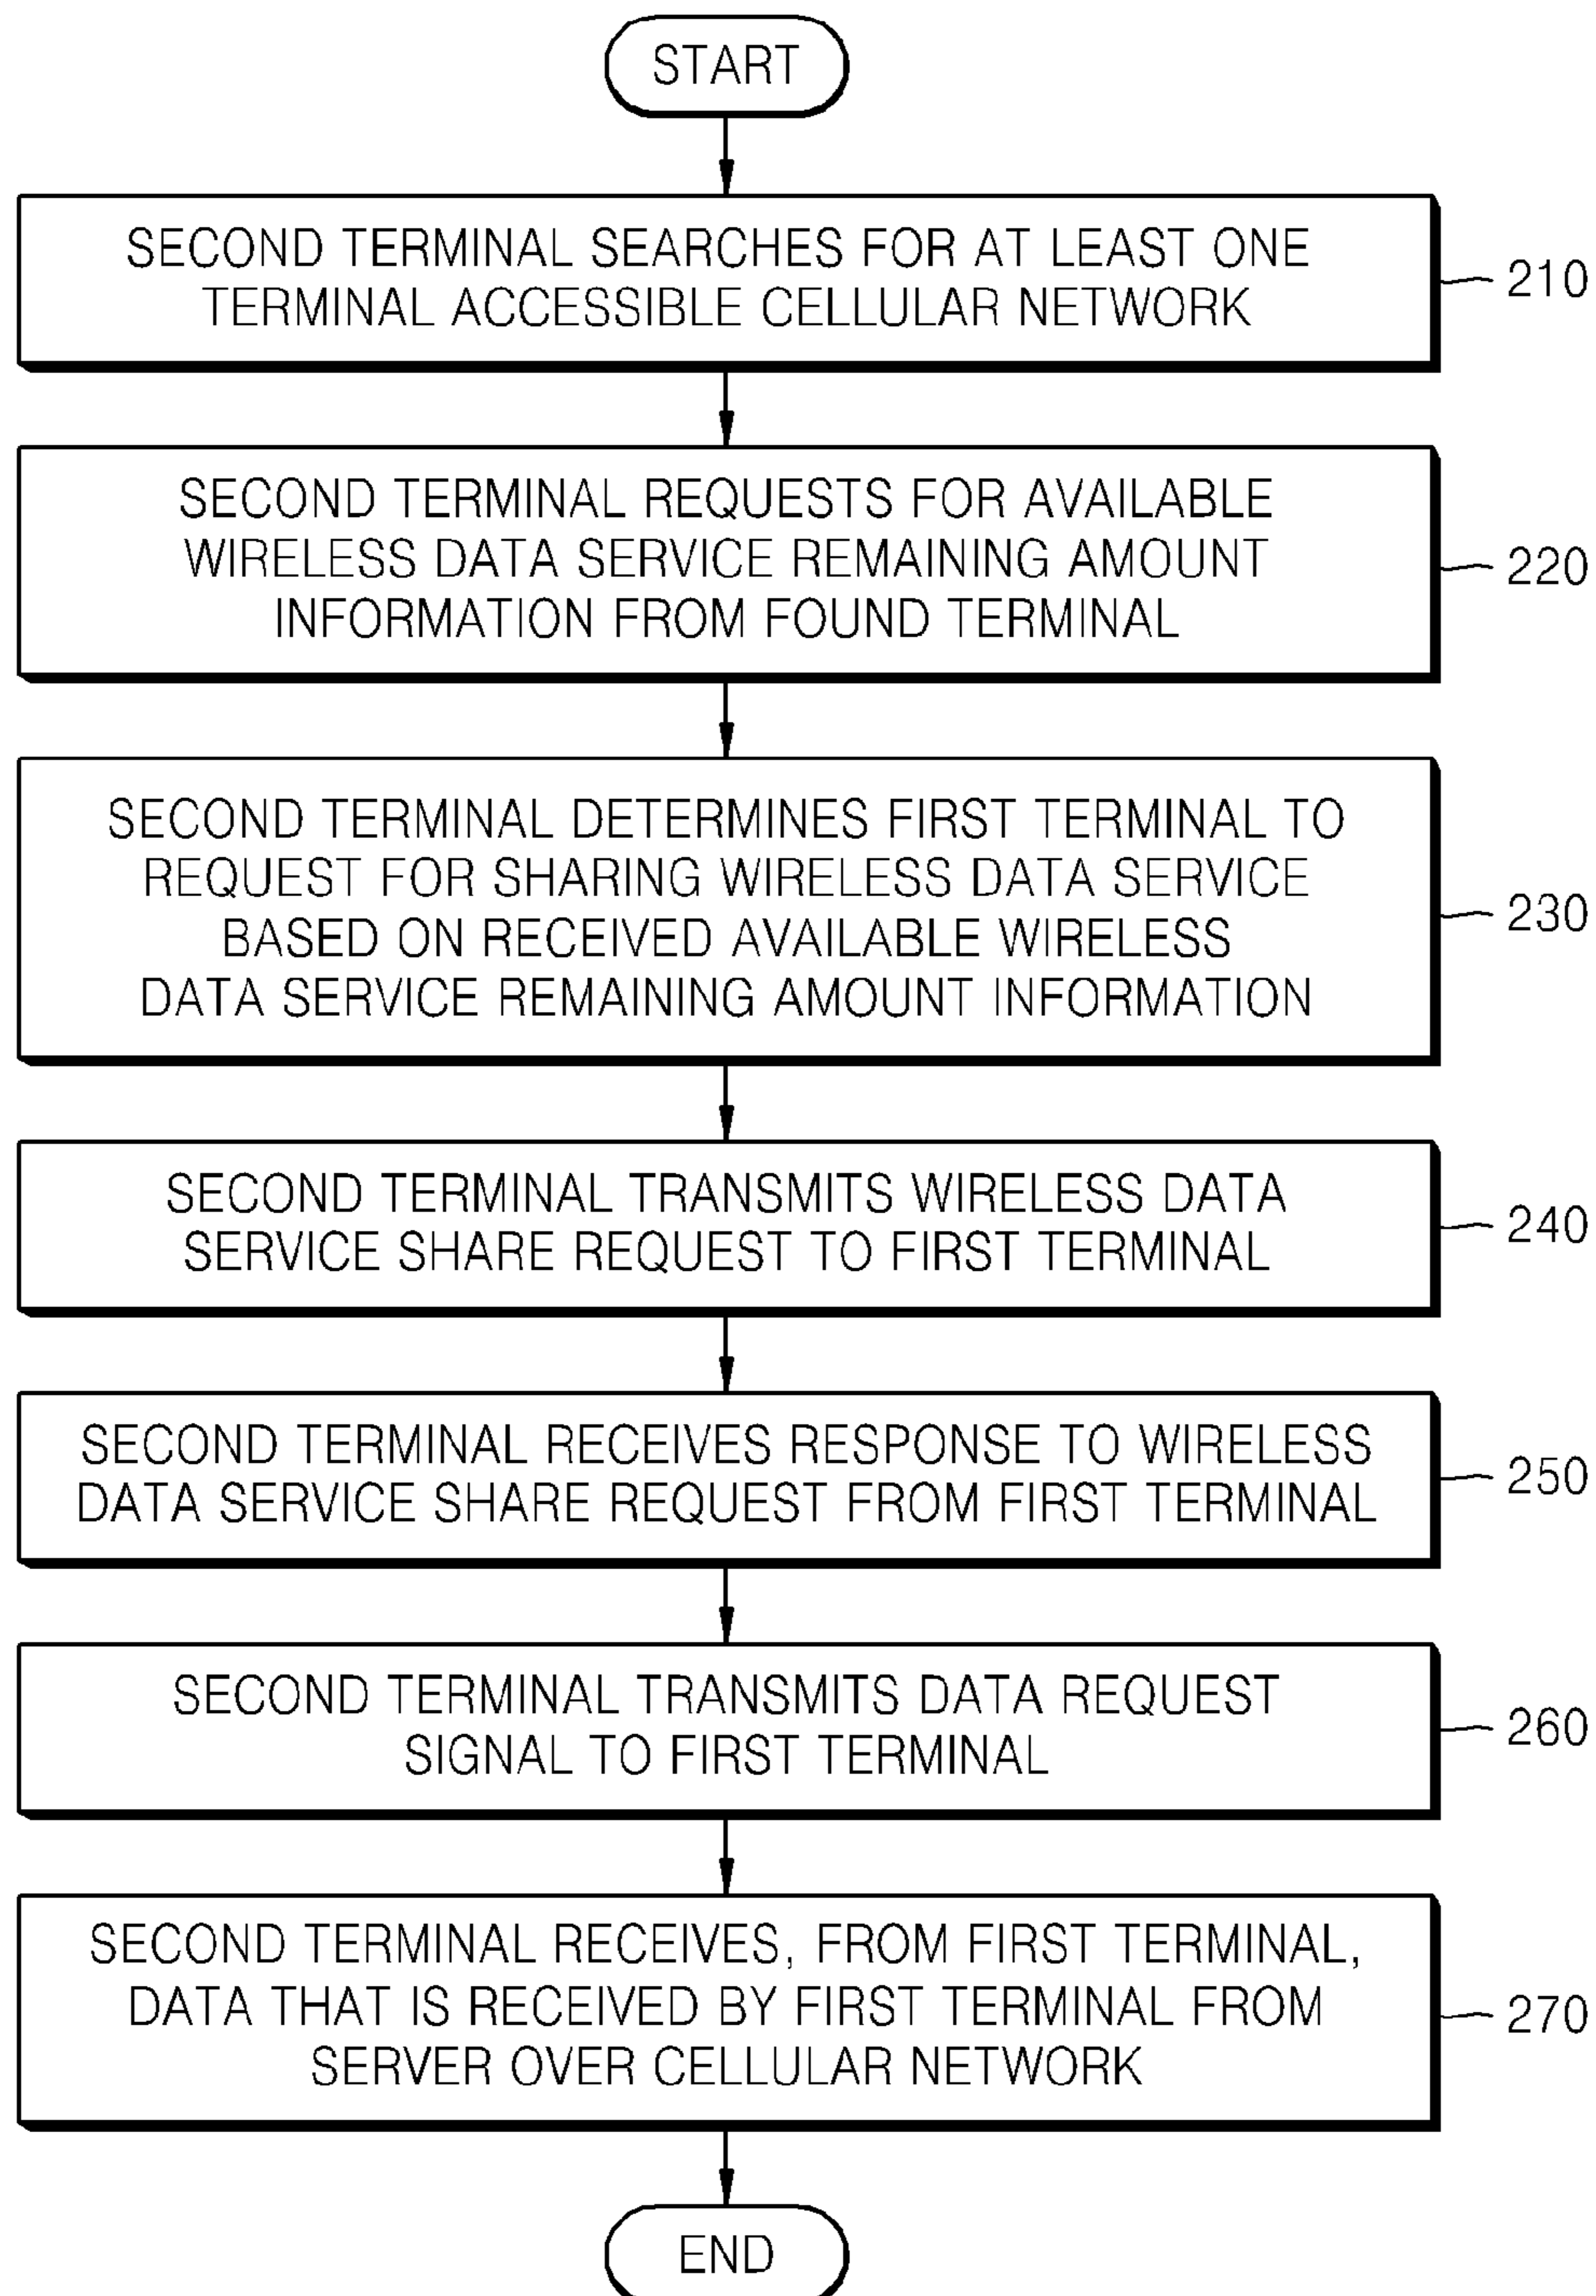 START
SECOND TERMINAL SEARCHES FOR AT LEAST ONE
TERMINAL ACCESSIBLE CELLULAR NETWORK
210
SECOND TERMINAL REQUESTS FOR AVAILABLE
WIRELESS DATA SERVICE REMAINING AMOUNT
INFORMATION FROM FOUND TERMINAL
220
SECOND TERMINAL DETERMINES FIRST TERMINAL TO
REQUEST FOR SHARING WIRELESS DATA SERVICE
BASED ON RECEIVED AVAILABLE WIRELESS
DATA SERVICE REMAINING AMOUNT INFORMATION
230
SECOND TERMINAL TRANSMITS WIRELESS DATA
SERVICE SHARE REQUEST TO FIRST TERMINAL
240
SECOND TERMINAL RECEIVES RESPONSE TO WIRELESS
DATA SERVICE SHARE REQUEST FROM FIRST TERMINAL
250
SECOND TERMINAL TRANSMITS DATA REQUEST
SIGNAL TO FIRST TERMINAL
260
SECOND TERMINAL RECEIVES, FROM FIRST TERMINAL,
DATA THAT IS RECEIVED BY FIRST TERMINAL FROM
SERVER OVER CELLULAR NETWORK
270
END